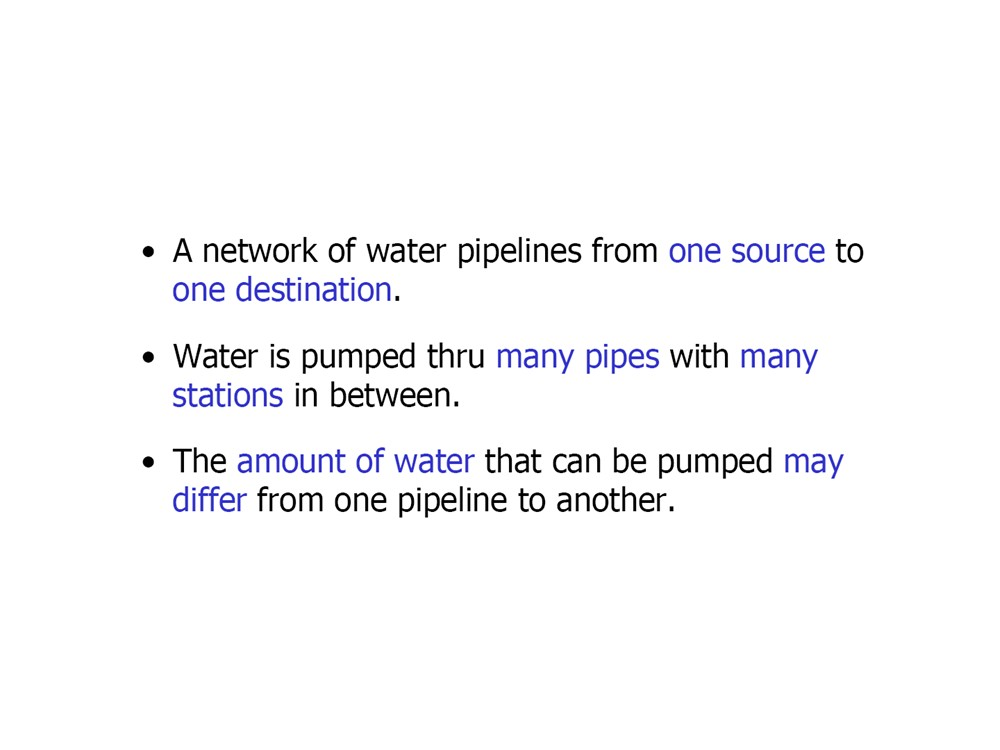 • A network of water pipelines from one source to
one destination.
• Water is pumped thru many pipes with many
stations in between.
• The amount of water that can be pumped may
differ from one pipeline to another.